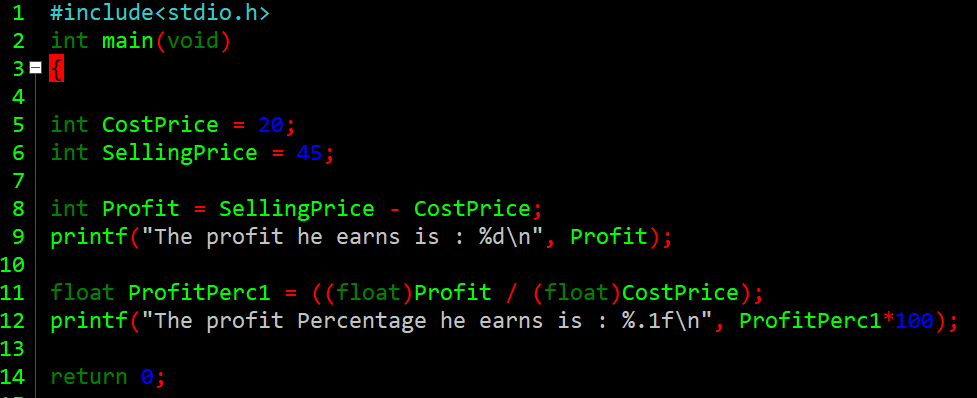 1 #include<stdio.h>
2 int main(void)
3 {
4
5 int CostPrice = 20;
6 int SellingPrice = 45;
7
8 int Profit = SellingPrice - CostPrice;
9 printf("The profit he earns is : %d\n", Profit);
10
11 float ProfitPerc1 = ((float)Profit / (float)CostPrice);
12 printf("The profit Percentage he earns is : %.1f\n", ProfitPerc1*100);
13
14 return 0;